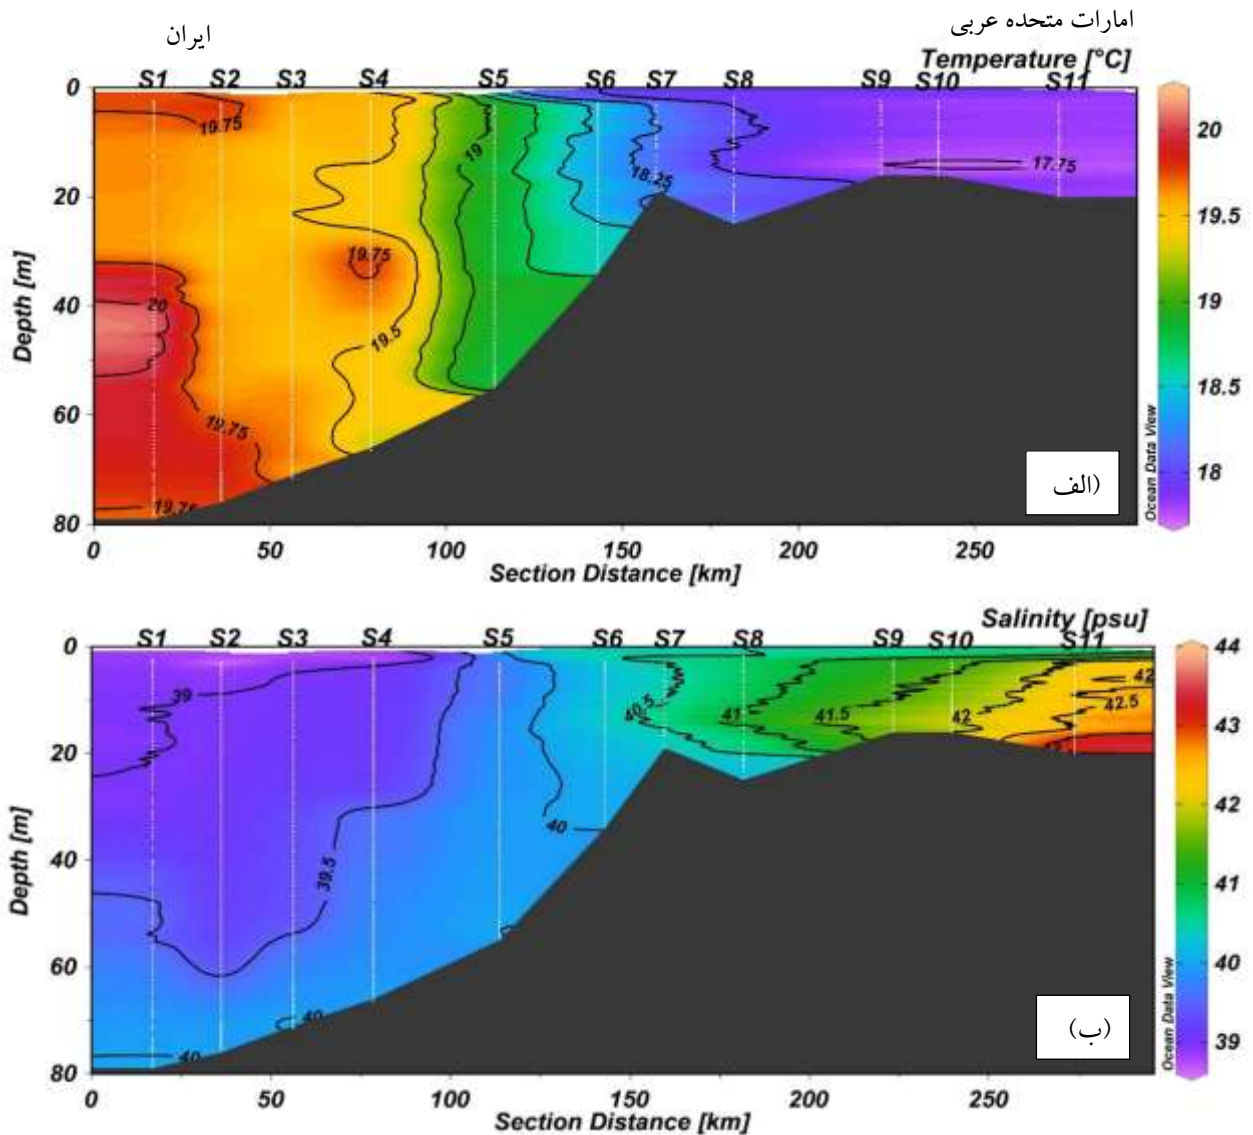 ایران
امارات متحده عربی
Temperature [°C]
S1 S2 S3 S4 S5 S6 S7 S8 S9 S10 S11
0
20
40
60
80
Depth [m]
19.75
19
18.25
17.75
19.75
20
19.5
19.75
19.75
20
19.5
19
18.5
18
Ocean Data View
الف)
0 50 100 150 200 250
Section Distance [km]
Salinity [psu]
S1 S2 S3 S4 S5 S6 S7 S8 S9 S10 S11
0
20
40
60
80
Depth [m]
39
40.5
41
41.5
42
42
42.5
40
39.5
40
40
44
43
42
41
40
39
Ocean Data View
(ب)
0 50 100 150 200 250
Section Distance [km]